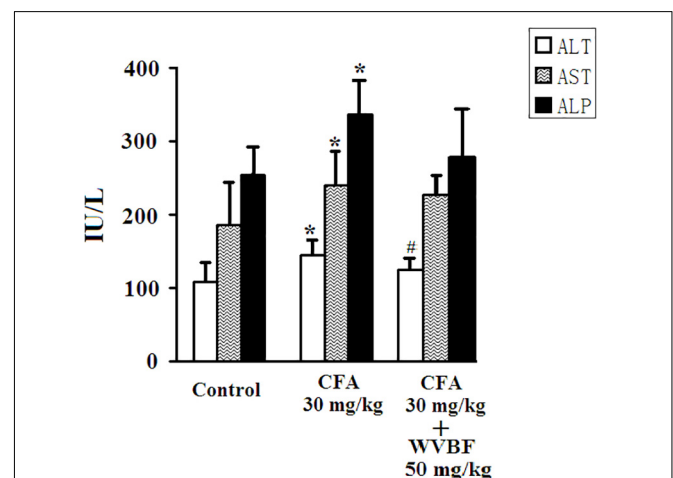 ALT
AST
ALP
IU/L
400
300
200
100
0
*
*
*
#
Control
CFA
30 mg/kg
CFA
30 mg/kg
+
WVBF
50 mg/kg